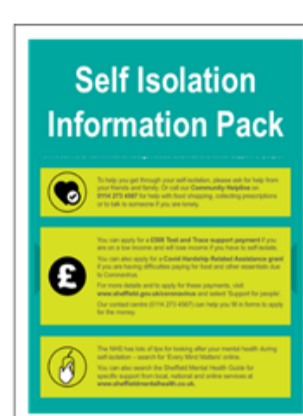 Self Isolation
Information Pack
To help you get through your self-isolation, please ask for help from
your friends and family. Or call our Community Helpline on
0114 273 4567 for help with food shopping, collecting prescriptions
or to talk to someone if you are lonely.
You can apply for a £500 Test and Trace support payment if you
are on a low income and will lose income if you have to self-isolate.
You can also apply for a Covid Hardship Related Assistance grant
if you are having difficulties paying for food and other essentials due
to Coronavirus.
For more details and to apply for these payments, visit
www.sheffield.gov.uk/coronavirus and select 'Support for people'.
Our contact centre (0114 273 4567) can help you fill in forms to apply
for the money.
£
The NHS has lots of tips for looking after your mental health during
self-isolation – search for 'Every Mind Matters' online.
You can also search the Sheffield Mental Health Guide for
specific support from local, national and online services at
www.sheffieldmentalhealth.co.uk.